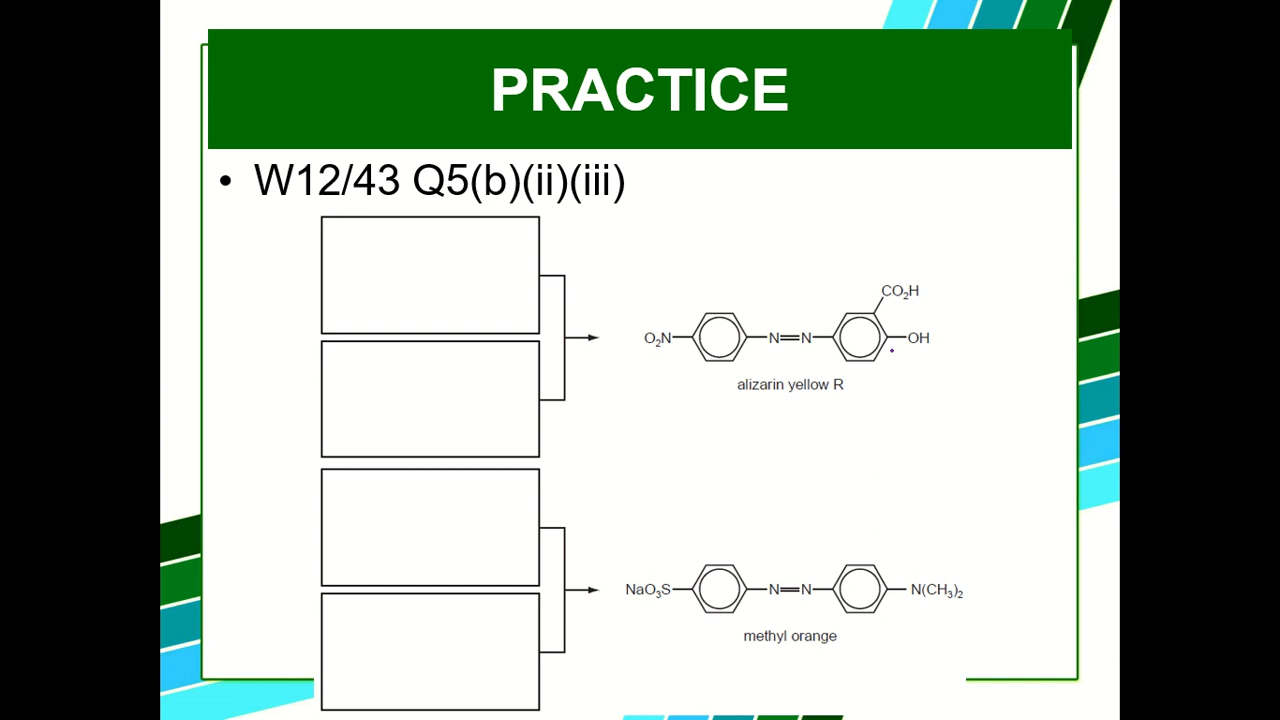 PRACTICE
• W12/43 Q5(b)(ii)(iii)
CO₂H
O₂N N N OH
alizarin yellow R
NaO₃S N N N(CH₃)₂
methyl orange